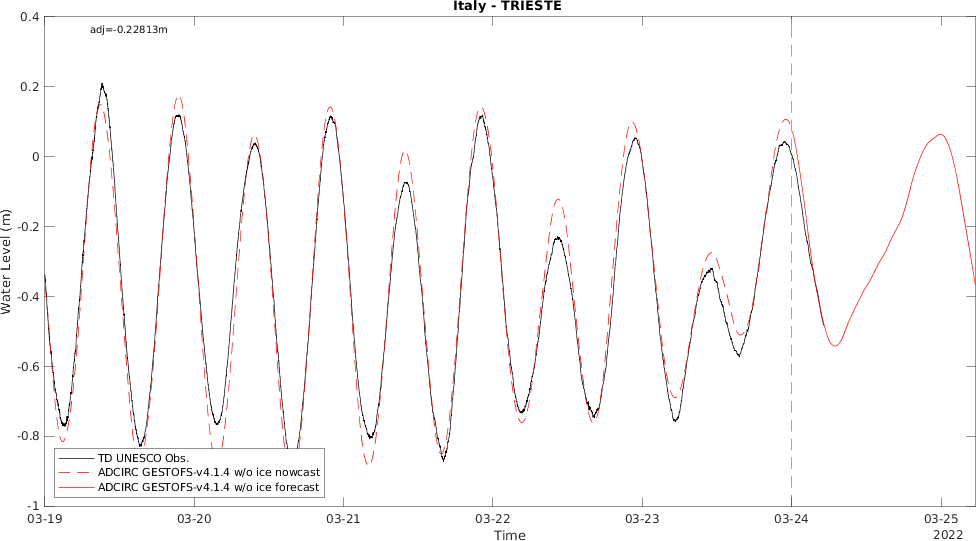 Italy - TRIESTE
adj=-0.22813m
0.4
0.2
0
-0.2
-0.4
-0.6
-0.8
-1
Water Level (m)
TD UNESCO Obs.
ADCIRC GESTOFS-v4.1.4 w/o ice nowcast
ADCIRC GESTOFS-v4.1.4 w/o ice forecast
03-19 03-20 03-21 03-22 03-23 03-24 03-25
Time
2022